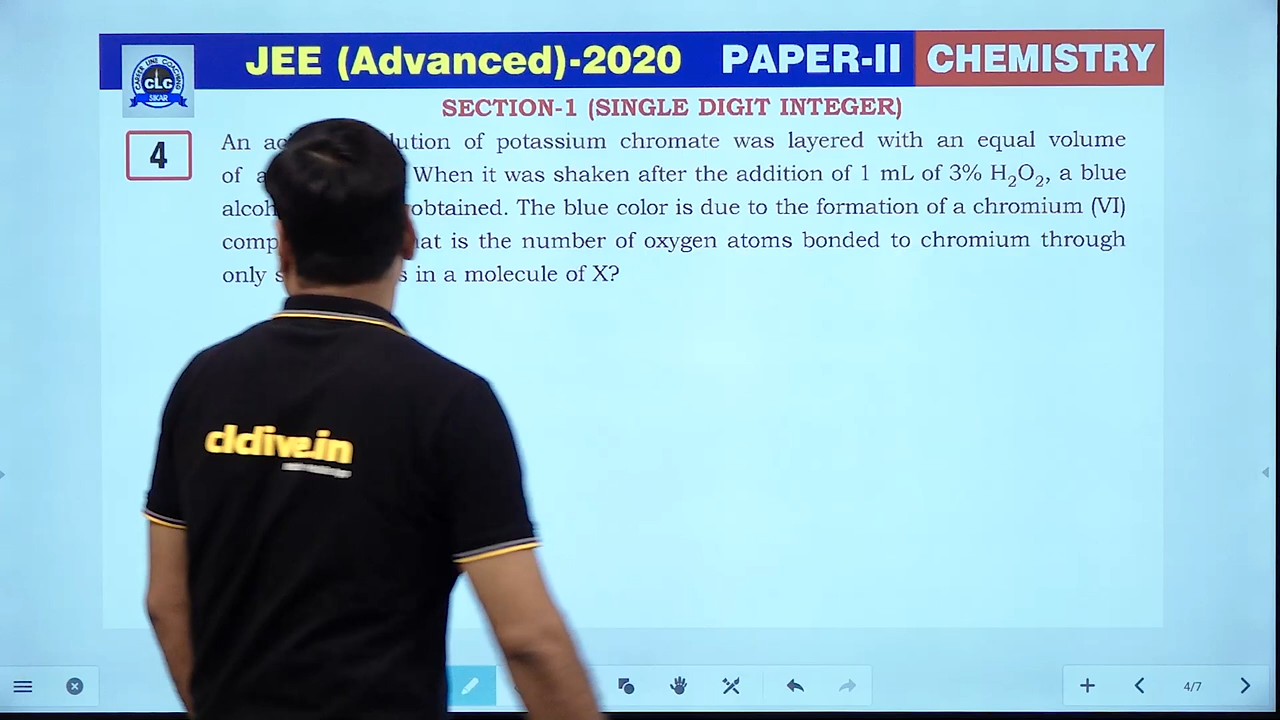 JEE (Advanced)-2020 PAPER-II CHEMISTRY
CLC
SIKAR
SECTION-1 (SINGLE DIGIT INTEGER)
4
An lution of potassium chromate was layered with an equal volume
of When it was shaken after the addition of 1 mL of 3% H₂O₂, a blue
alcoh obtained. The blue color is due to the formation of a chromium (VI)
comp at is the number of oxygen atoms bonded to chromium through
only s in a molecule of X?
4/7